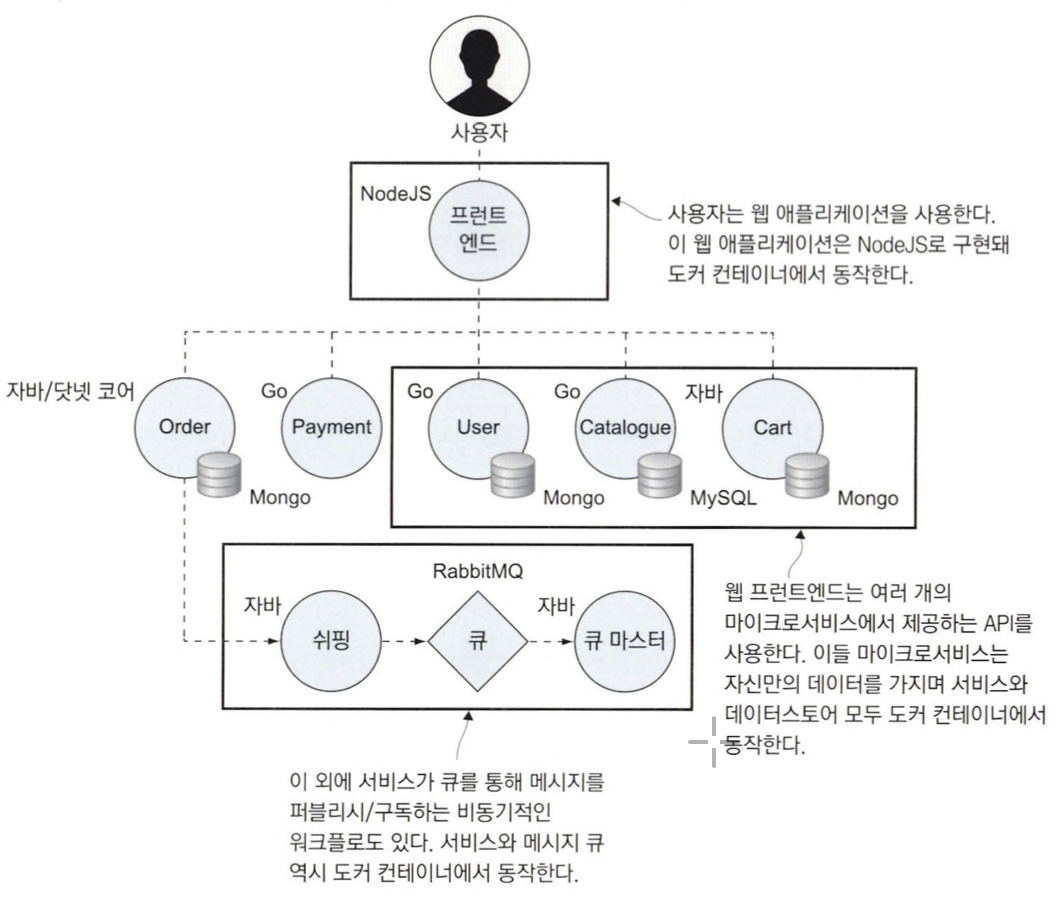 사용자
NodeJS
프런트
엔드
사용자는 웹 애플리케이션을 사용한다.
이 웹 애플리케이션은 NodeJS로 구현돼
도커 컨테이너에서 동작한다.
자바/닷넷 코어
Order
Mongo
Go
Payment
Go
User
Mongo
Go
Catalogue
MySQL
자바
Cart
Mongo
RabbitMQ
자바
쉬핑
큐
자바
큐 마스터
웹 프런트엔드는 여러 개의
마이크로서비스에서 제공하는 API를
사용한다. 이들 마이크로서비스는
자신만의 데이터를 가지며 서비스와
데이터스토어 모두 도커 컨테이너에서
동작한다.
이 외에 서비스가 큐를 통해 메시지를
퍼블리시/구독하는 비동기적인
워크플로도 있다. 서비스와 메시지 큐
역시 도커 컨테이너에서 동작한다.